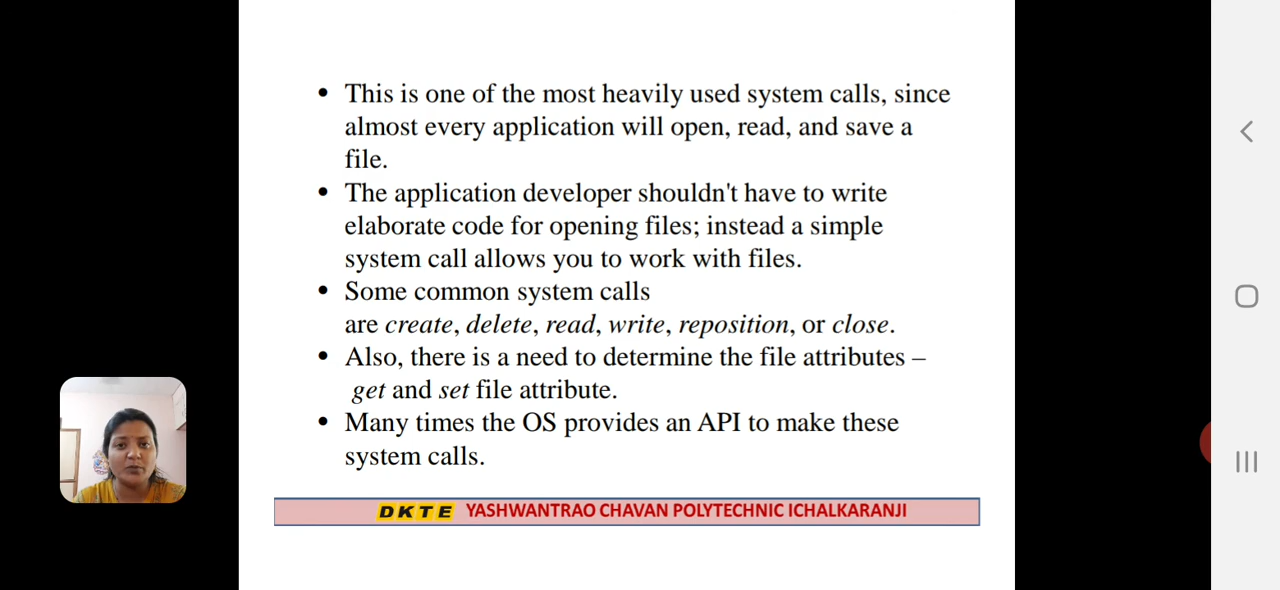 • This is one of the most heavily used system calls, since
almost every application will open, read, and save a
file.
• The application developer shouldn't have to write
elaborate code for opening files; instead a simple
system call allows you to work with files.
• Some common system calls
are create, delete, read, write, reposition, or close.
• Also, there is a need to determine the file attributes –
get and set file attribute.
• Many times the OS provides an API to make these
system calls.
DKTE YASHWANTRAO CHAVAN POLYTECHNIC ICHALKARANJI